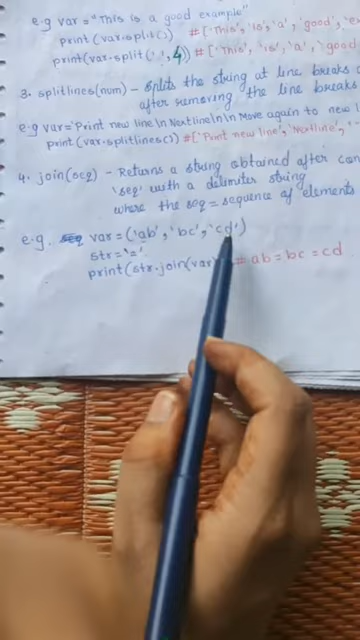 e.g var = "This is a good example"
print (var.split()) # ['This', 'is', 'a', 'good', 'e
print(var.split(' ', 4) # ['This', 'is', 'a', 'good
3. splitlines(num) - Splits the string at line breaks
after removing the line breaks
e.g var='Print new line\n Nextline\n\n Move again to new
print (var.splitlines()) #['Print new line', 'Nextline', '
4. join(seq) - Returns a string obtained after con
'seq' with a delimiter string
where the seq = sequence of elements
e.g. var = ('ab', 'bc', 'cd')
str = '='
print(str.join(var) # ab = bc = cd